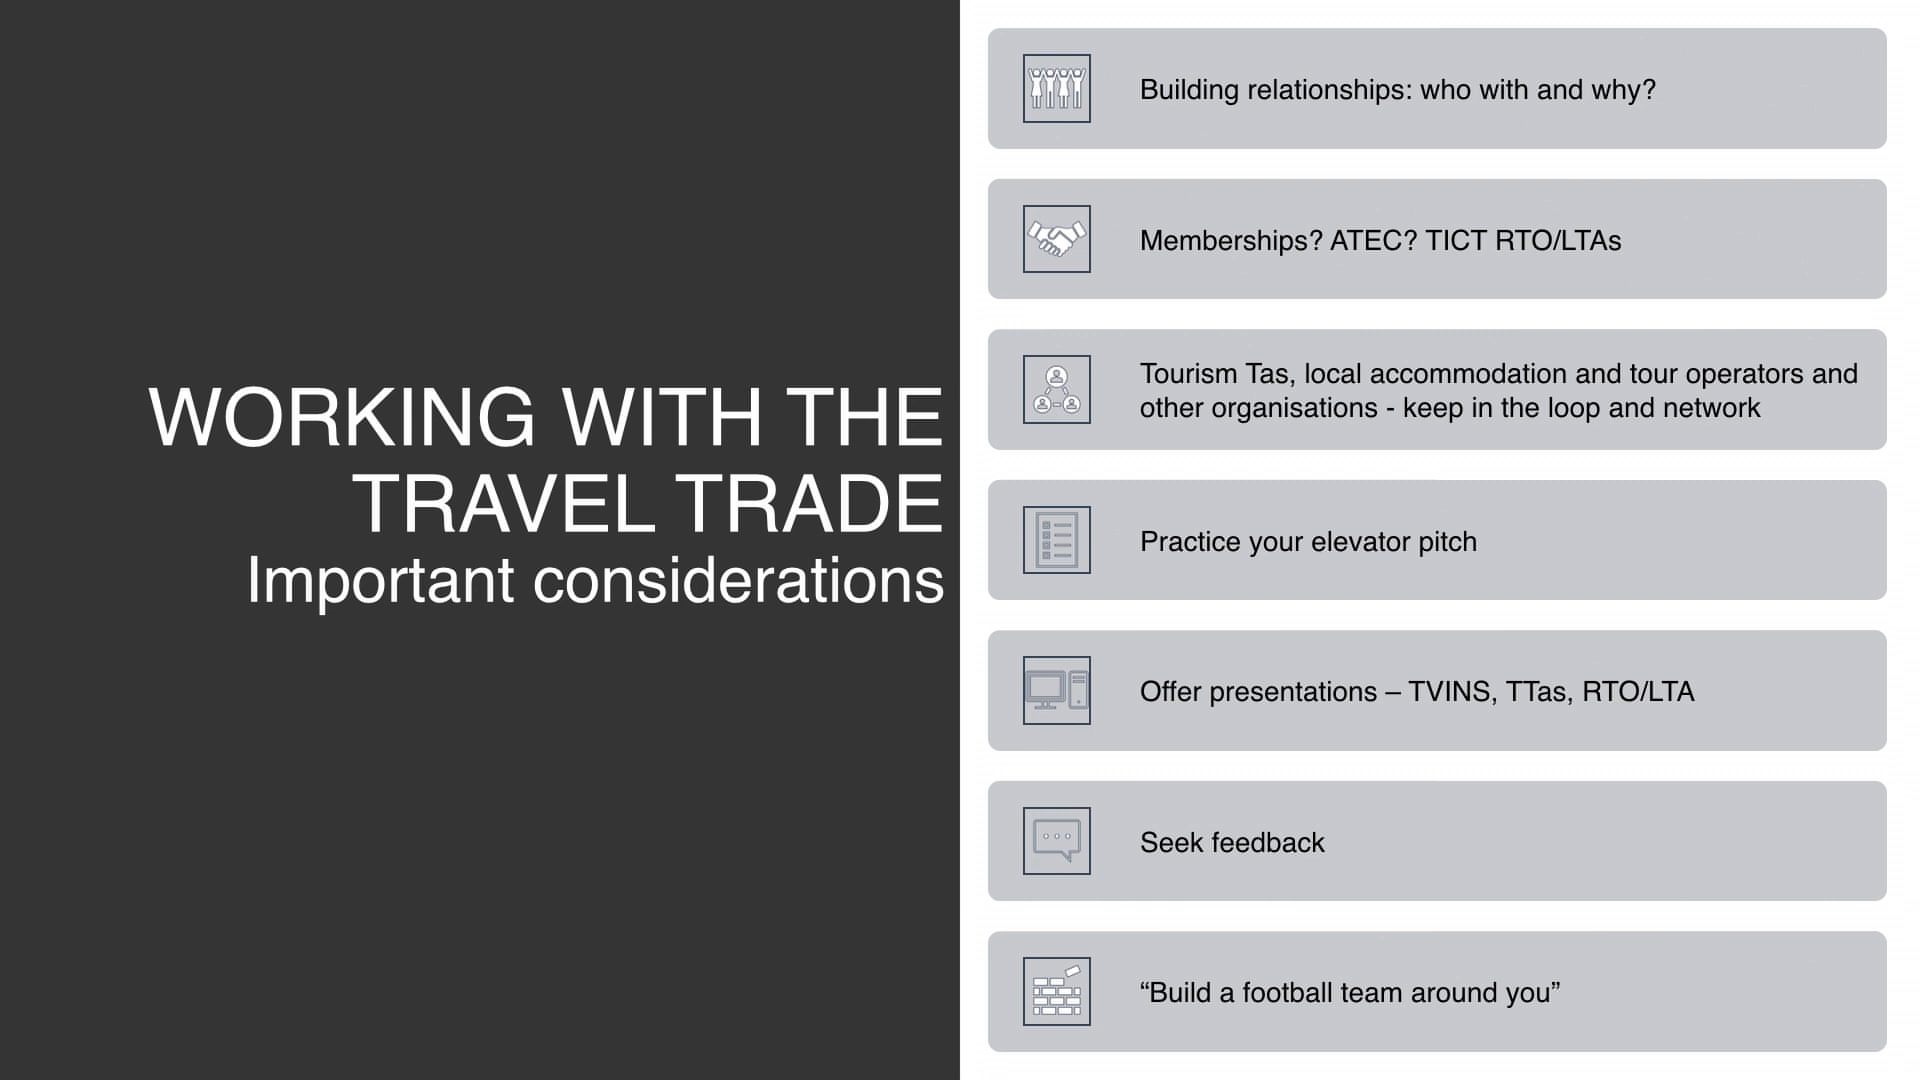 WORKING WITH THE
TRAVEL TRADE
Important considerations
Building relationships: who with and why?
Memberships? ATEC? TICT RTO/LTAs
Tourism Tas, local accommodation and tour operators and
other organisations - keep in the loop and network
Practice your elevator pitch
Offer presentations – TVINS, TTas, RTO/LTA
Seek feedback
“Build a football team around you”